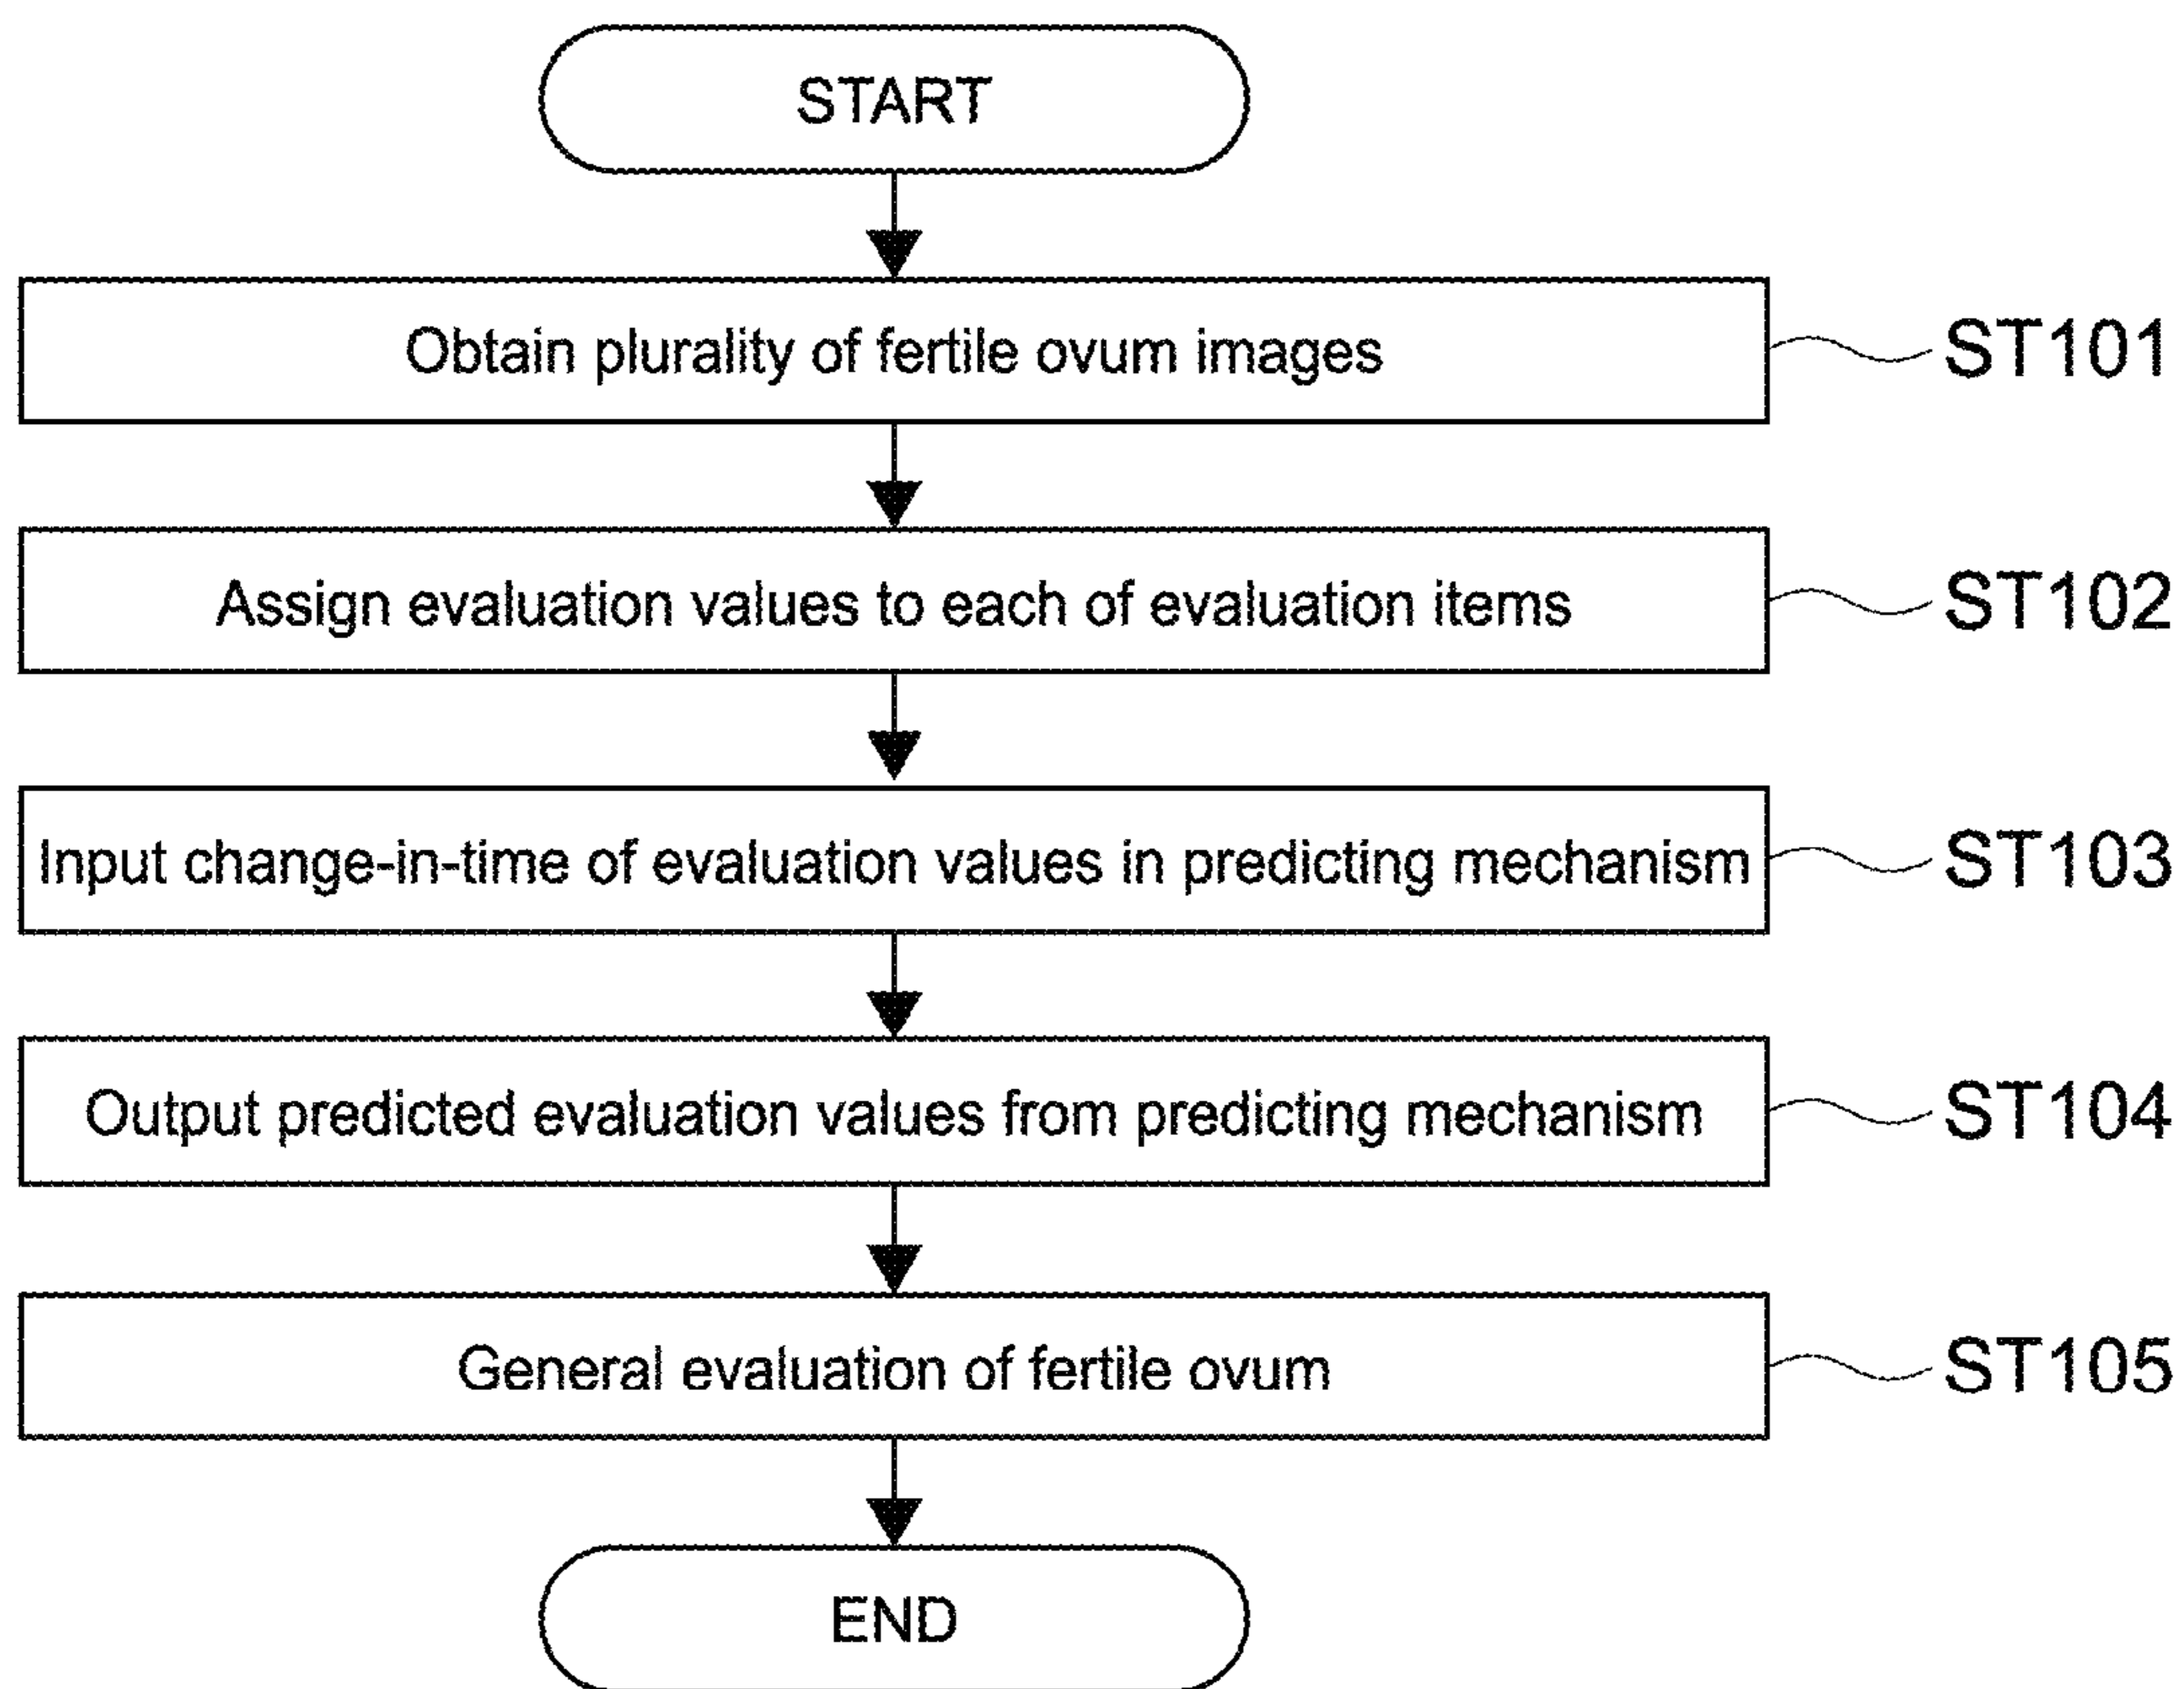 START
Obtain plurality of fertile ovum images
ST101
Assign evaluation values to each of evaluation items
ST102
Input change-in-time of evaluation values in predicting mechanism
ST103
Output predicted evaluation values from predicting mechanism
ST104
General evaluation of fertile ovum
ST105
END